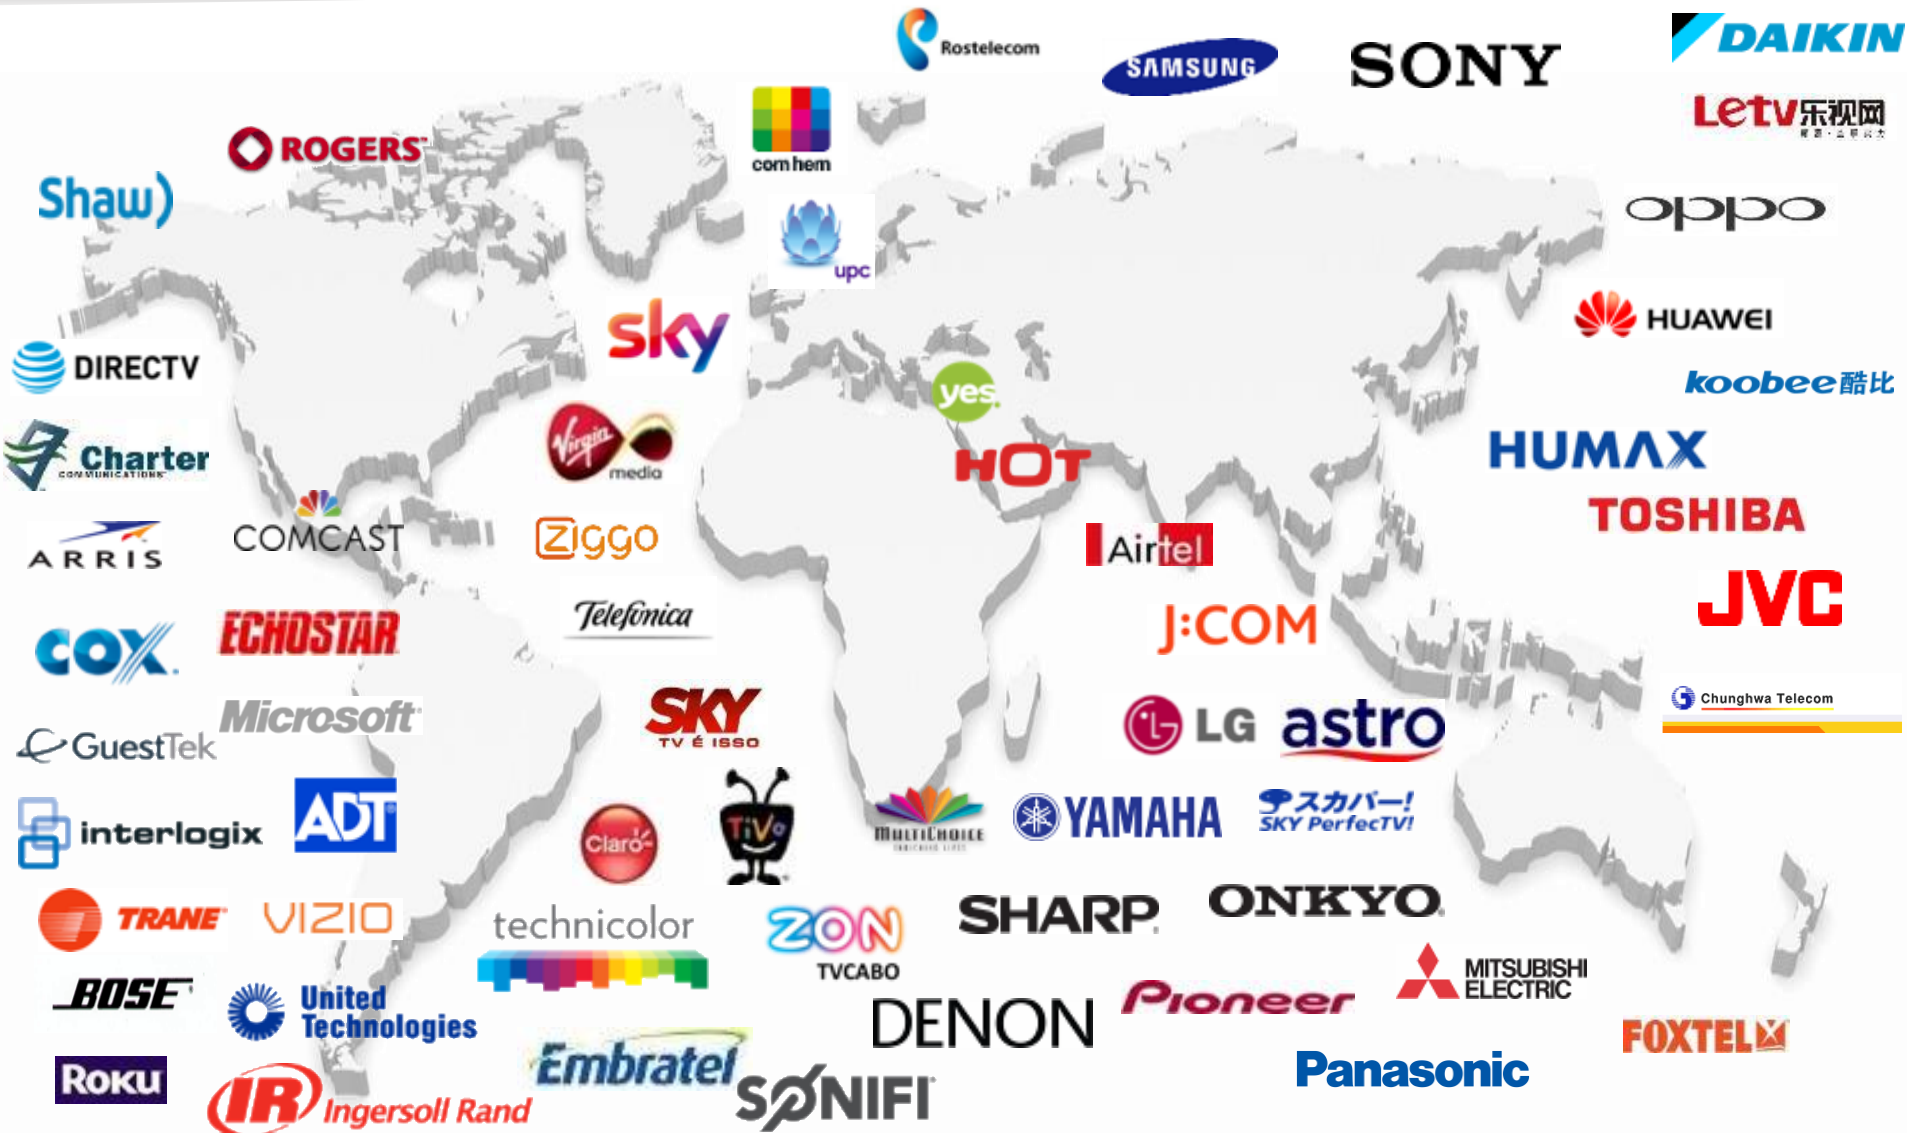 Rostelecom
SAMSUNG
SONY
DAIKIN
Letv乐视网
ROGERS
com hem
Shaw)
upc
oppo
sky
HUAWEI
DIRECTV
yes
koobee酷比
Charter
COMMUNICATIONS
Virgin
media
HOT
HUMAX
TOSHIBA
ARRIS
COMCAST
ziggo
Airtel
JVC
COX
ECHOSTAR
Telefónica
J:COM
Chunghwa Telecom
Microsoft
GuestTek
SKY
TV É ISSO
LG
astro
interlogix
ADT
Claro
TiVo
MULTICHOICE
ENRICHING LIVES
YAMAHA
スカパー!
SKY PerfecTV!
TRANE
VIZIO
technicolor
ZON
TVCABO
SHARP
ONKYO
BOSE
United
Technologies
DENON
Pioneer
MITSUBISHI
ELECTRIC
FOXTEL
ROKU
IR Ingersoll Rand
Embratel
SONIFI
Panasonic